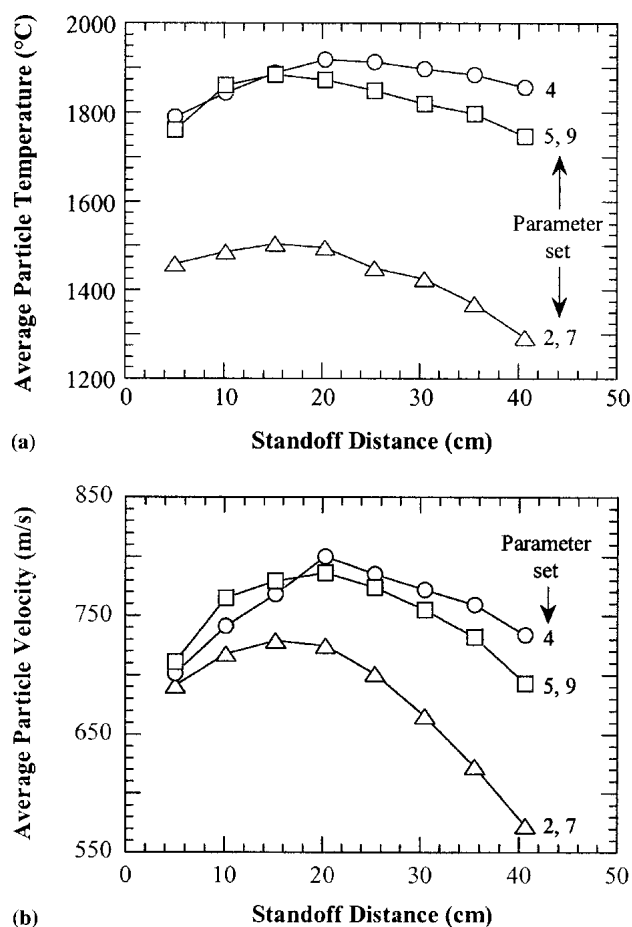 Average Particle Temperature (°C)
2000
1800
1600
1400
1200
4
5, 9
Parameter
set
2, 7
0
10
20
30
40
50
(a)
Standoff Distance (cm)
Average Particle Velocity (m/s)
850
750
650
550
Parameter
set
4
5, 9
2, 7
0
10
20
30
40
50
(b)
Standoff Distance (cm)